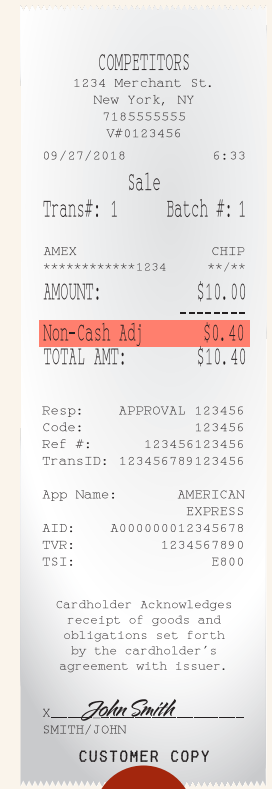 COMPETITORS
1234 Merchant St.
New York, NY
7185555555
V#0123456
09/27/2018 6:33
Sale
Trans#: 1 Batch #: 1
AMEX CHIP
************1234 **/**
AMOUNT: $10.00
Non-Cash Adj $0.40
TOTAL AMT: $10.40
Resp: APPROVAL 123456
Code: 123456
Ref #: 123456123456
TransID: 123456789123456
App Name: AMERICAN
EXPRESS
AID: A000000012345678
TVR: 1234567890
TSI: E800
Cardholder Acknowledges
receipt of goods and
obligations set forth
by the cardholder's
agreement with issuer.
X John Smith
SMITH/JOHN
CUSTOMER COPY